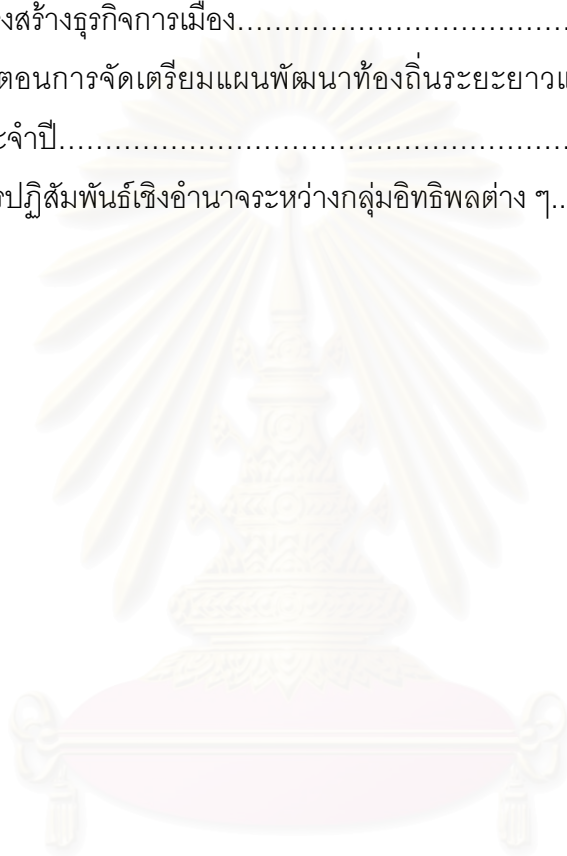 งสร้างธุรกิจการเมือง....................................
ตอนการจัดเตรียมแผนพัฒนาท้องถิ่นระยะยาวแ
ะจำปี.......................................................
รปฏิสัมพันธ์เชิงอำนาจระหว่างกลุ่มอิทธิพลต่าง ๆ..